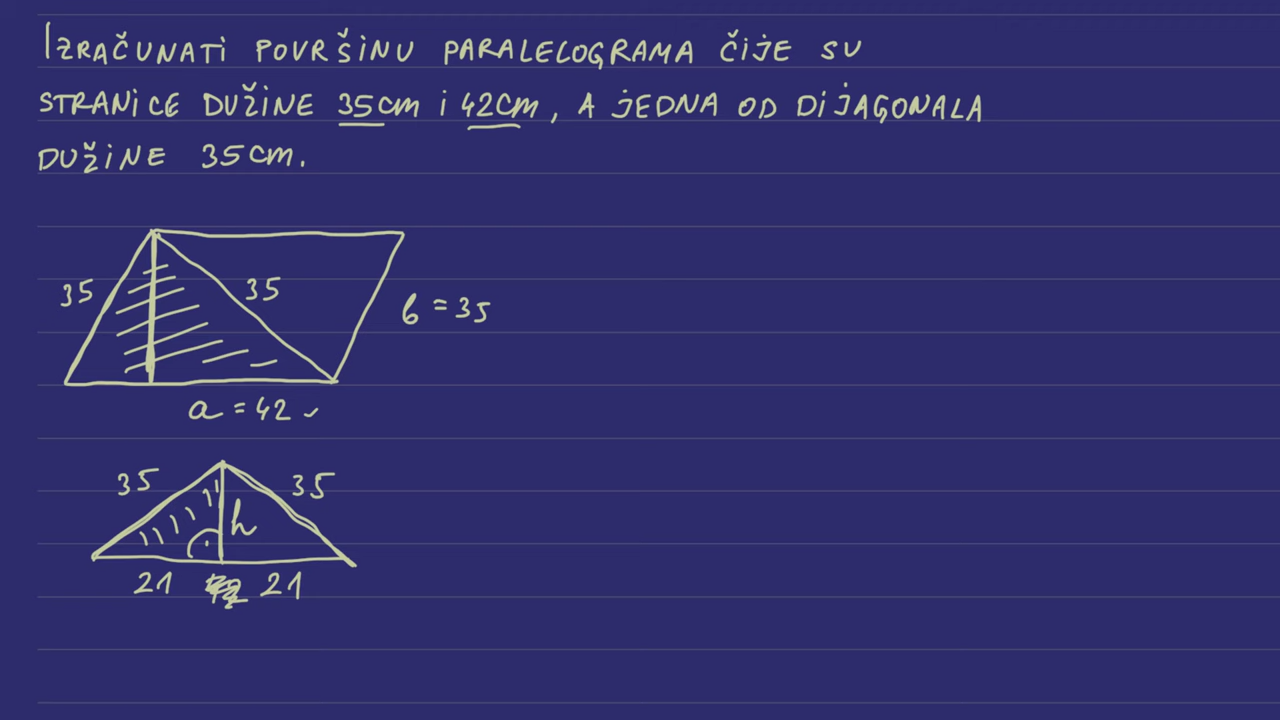 IZRAČUNATI POVRŠINU PARALELOGRAMA ČIJE SU
STRANICE DUŽINE 35cm i 42cm, A JEDNA OD DIJAGONALA
DUŽINE 35cm.
35 35
b = 35
a = 42
35 35
h
21 21